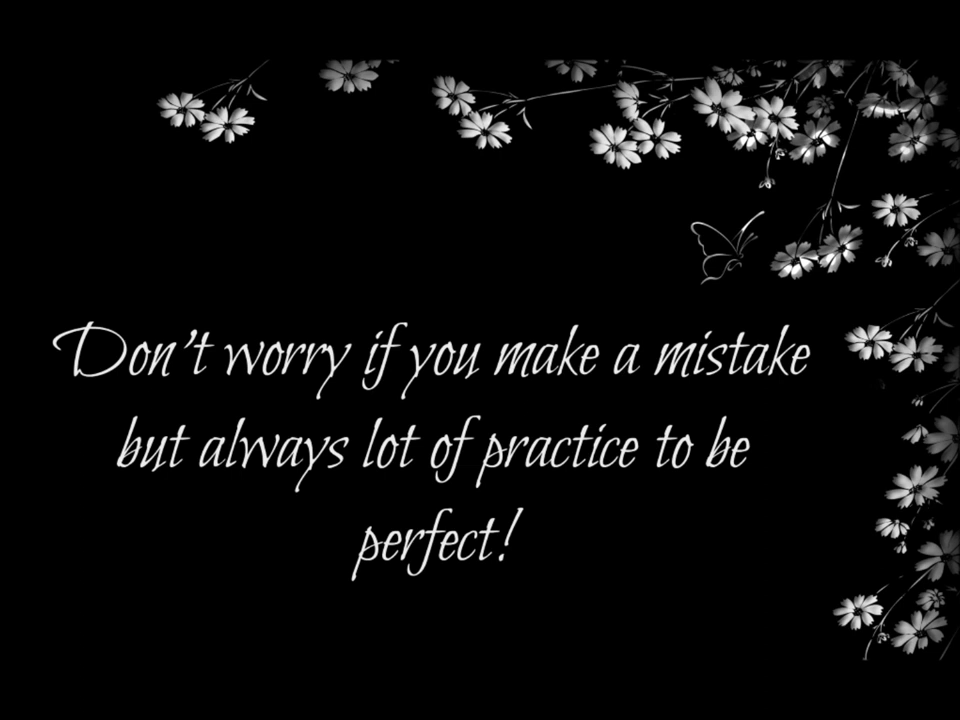 Don't worry if you make a mistake
but always lot of practice to be
perfect!